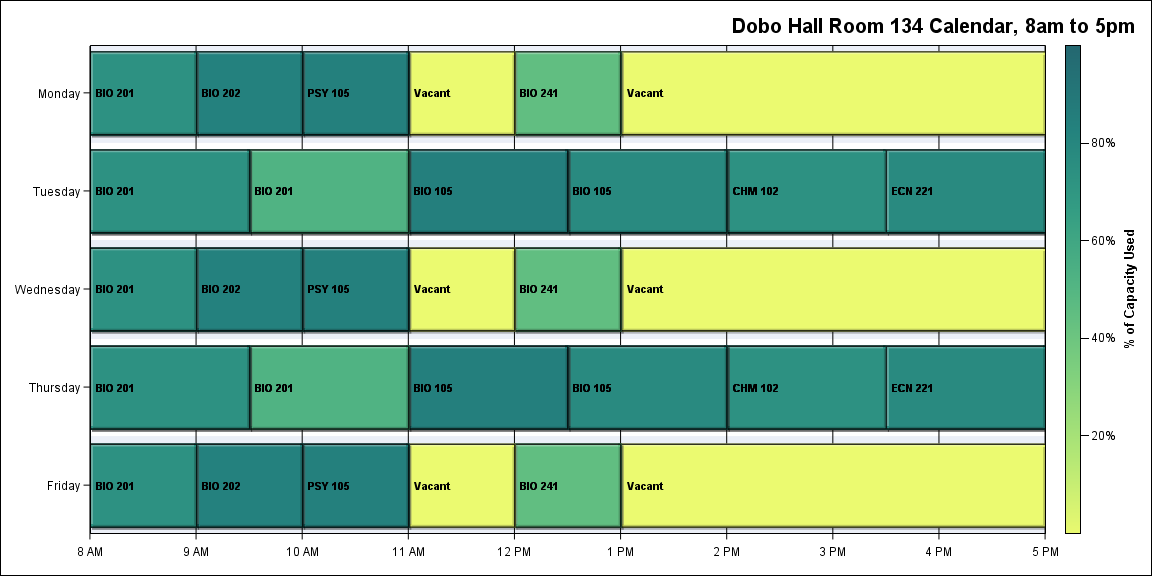 Dobo Hall Room 134 Calendar, 8am to 5pm
Monday BIO 201 BIO 202 PSY 105 Vacant BIO 241 Vacant
Tuesday BIO 201 BIO 201 BIO 105 BIO 105 CHM 102 ECN 221
Wednesday BIO 201 BIO 202 PSY 105 Vacant BIO 241 Vacant
Thursday BIO 201 BIO 201 BIO 105 BIO 105 CHM 102 ECN 221
Friday BIO 201 BIO 202 PSY 105 Vacant BIO 241 Vacant
8 AM 9 AM 10 AM 11 AM 12 PM 1 PM 2 PM 3 PM 4 PM 5 PM
80%
60%
40%
20%
% of Capacity Used